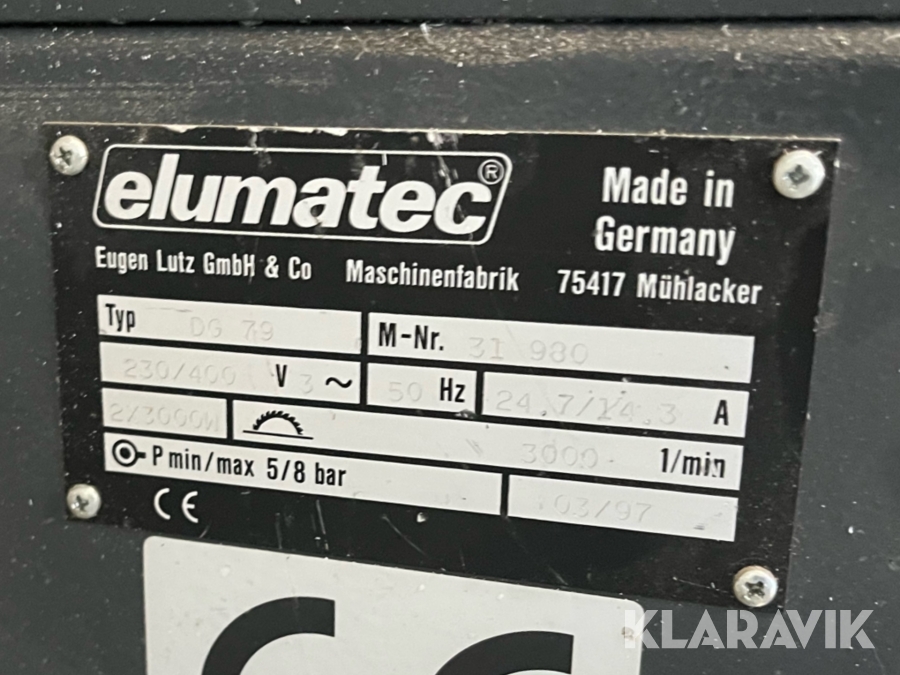 elumatec®
Made in
Germany
Eugen Lutz GmbH & Co Maschinenfabrik 75417 Mühlacker
Typ DG 79 M-Nr. 31 980
230/400 V 3 ~ 50 Hz 24.7/14.3 A
2X3000W 3000 1/min
P min/max 5/8 bar 03/97
CE
CE
KLARAVIK